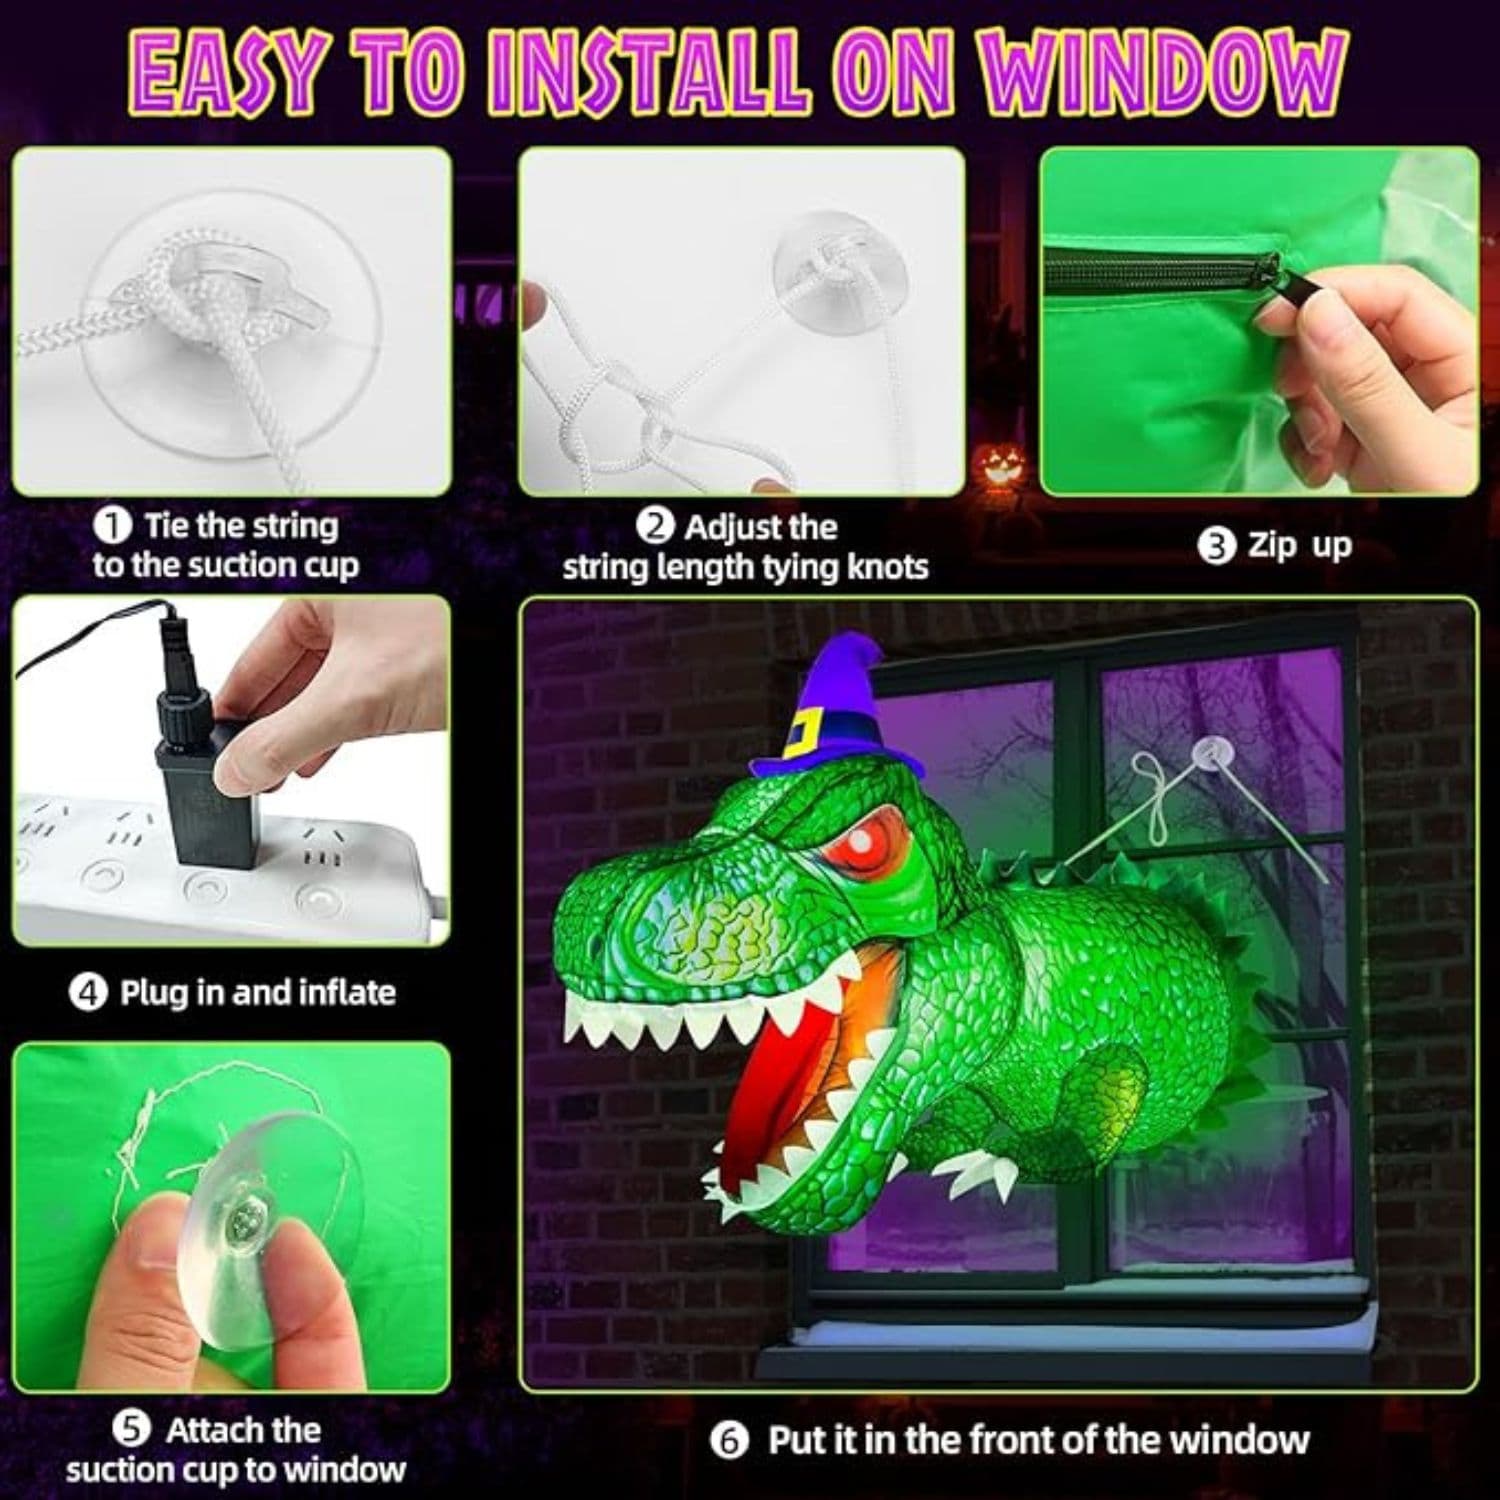 EASY TO INSTALL ON WINDOW
1 Tie the string
to the suction cup
2 Adjust the
string length tying knots
3 Zip up
4 Plug in and inflate
5 Attach the
suction cup to window
6 Put it in the front of the window